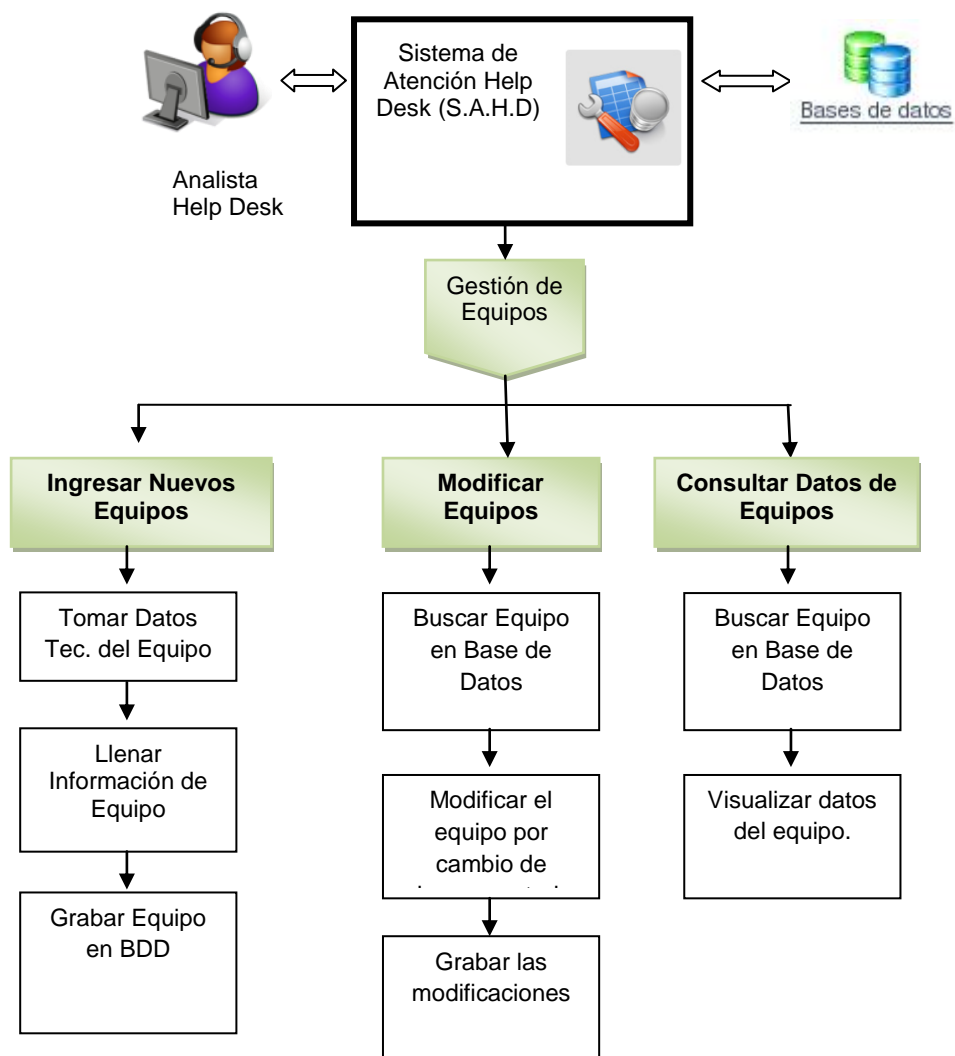 Sistema de
Atención Help
Desk (S.A.H.D)
Bases de datos
Analista
Help Desk
Gestión de
Equipos
Ingresar Nuevos
Equipos
Modificar
Equipos
Consultar Datos de
Equipos
Tomar Datos
Tec. del Equipo
Buscar Equipo
en Base de
Datos
Buscar Equipo
en Base de
Datos
Llenar
Información de
Equipo
Modificar el
equipo por
cambio de
Visualizar datos
del equipo.
Grabar Equipo
en BDD
Grabar las
modificaciones